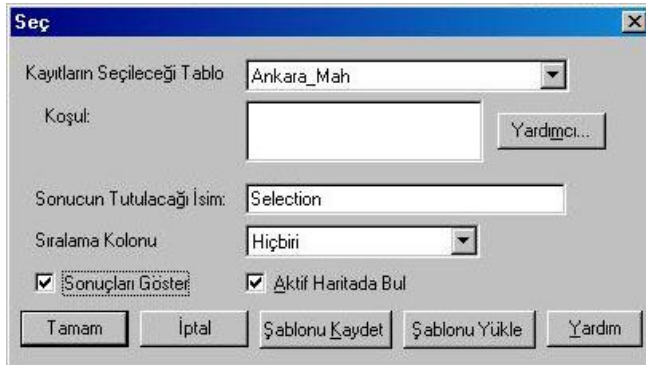 Seç
Kayıtların Seçileceği Tablo Ankara_Mah
Koşul: Yardımcı...
Sonucun Tutulacağı İsim: Selection
Sıralama Kolonu Hiçbiri
Sonuçları Göster Aktif Haritada Bul
Tamam İptal Şablonu Kaydet Şablonu Yükle Yardım